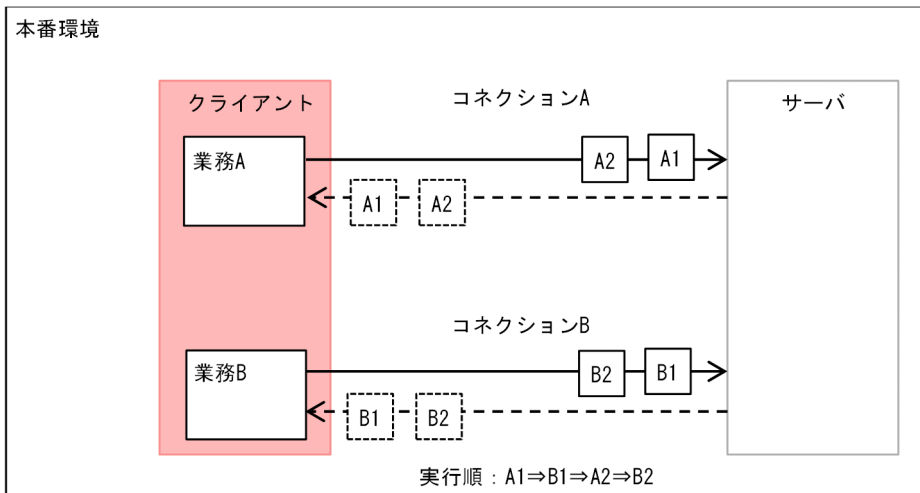 本番環境
クライアント
コネクションA
サーバ
業務A
A2
A1
A1
A2
コネクションB
業務B
B2
B1
B1
B2
実行順：A1⇒B1⇒A2⇒B2